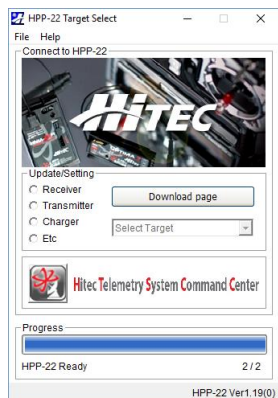 HPP-22 Target Select
File Help
Connect to HPP-22
HiTEC
Update/Setting
Receiver
Transmitter
Charger
Etc
Download page
Select Target
Hitec Telemetry System Command Center
Progress
HPP-22 Ready 2 / 2
HPP-22 Ver1.19(0)